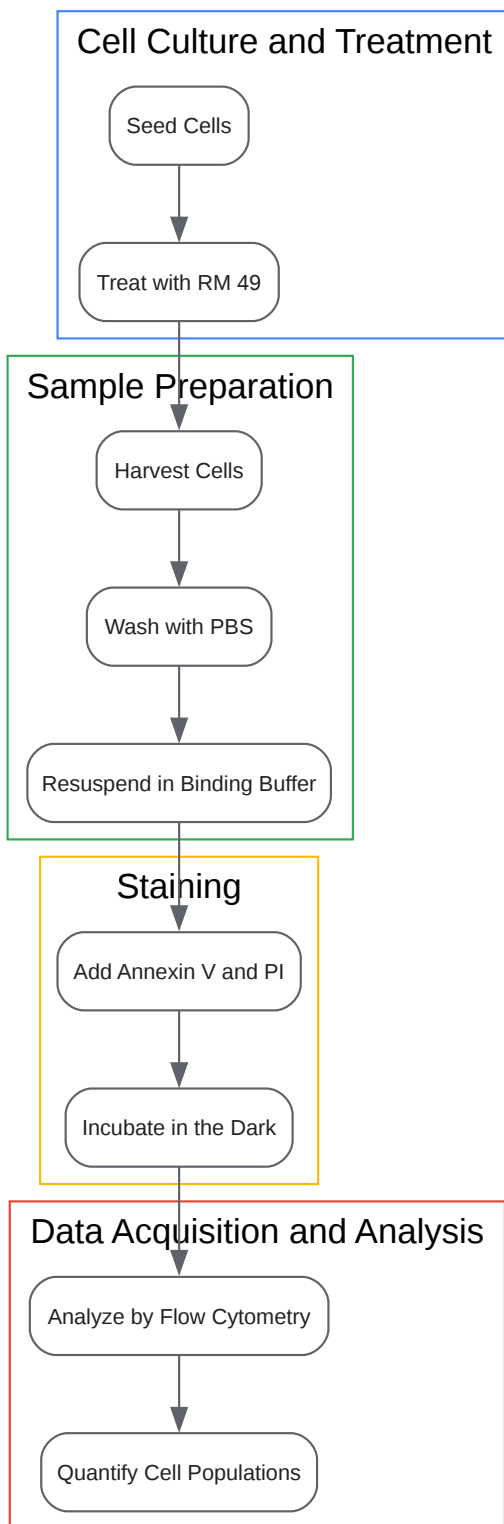 Cell Culture and Treatment
Seed Cells
Treat with RM 49
Sample Preparation
Harvest Cells
Wash with PBS
Resuspend in Binding Buffer
Staining
Add Annexin V and PI
Incubate in the Dark
Data Acquisition and Analysis
Analyze by Flow Cytometry
Quantify Cell Populations